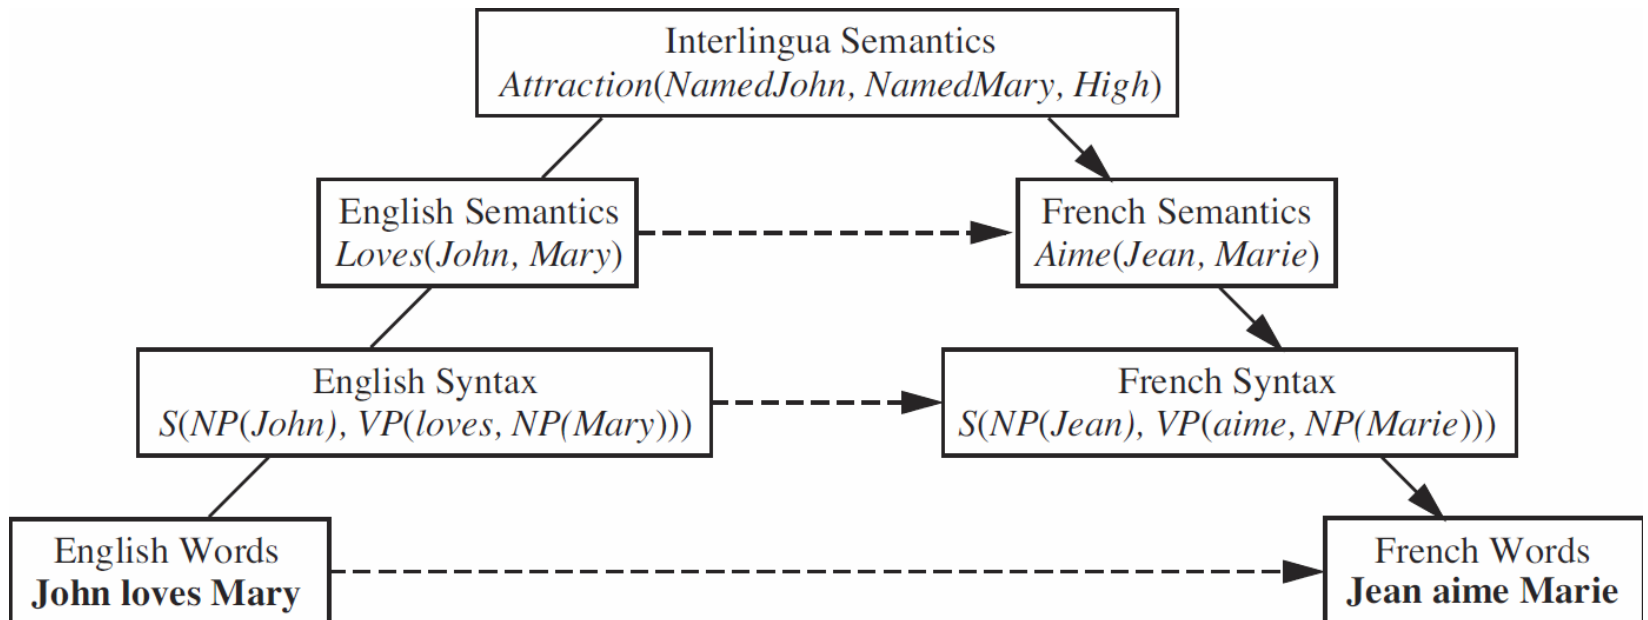 Interlingua Semantics
Attraction(NamedJohn, NamedMary, High)
English Semantics
Loves(John, Mary)
French Semantics
Aime(Jean, Marie)
English Syntax
S(NP(John), VP(loves, NP(Mary)))
French Syntax
S(NP(Jean), VP(aime, NP(Marie)))
English Words
John loves Mary
French Words
Jean aime Marie